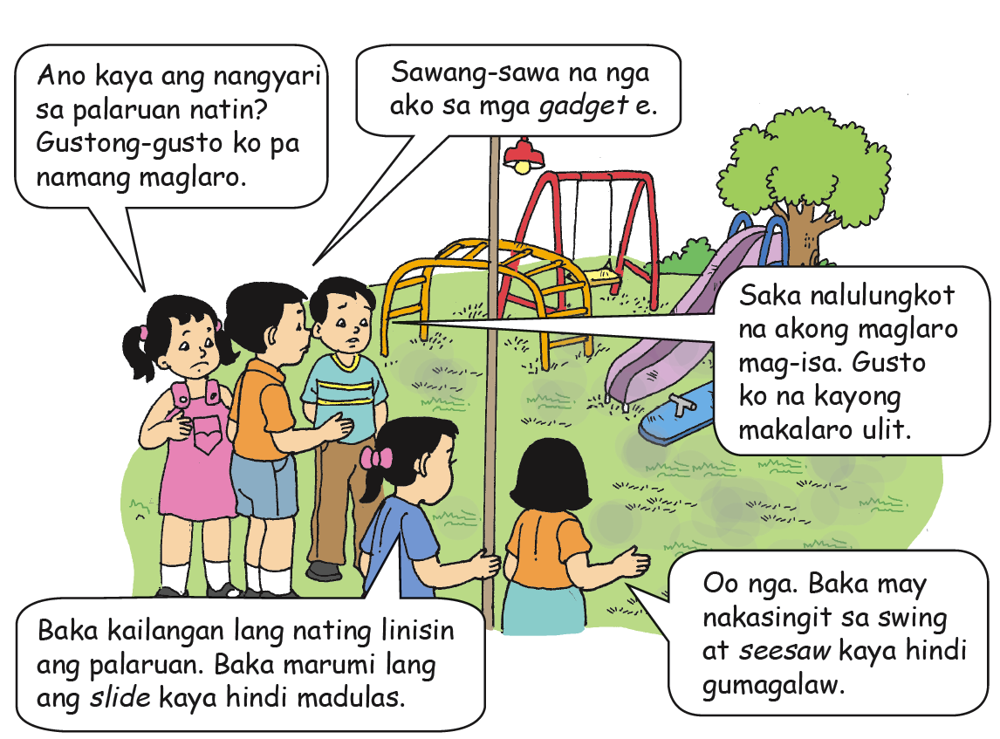 Ano kaya ang nangyari
sa palaruan natin?
Gustong-gusto ko pa
namang maglaro.
Sawang-sawa na nga
ako sa mga gadget e.
Saka nalulungkot
na akong maglaro
mag-isa. Gusto
ko na kayong
makalaro ulit.
Baka kailangan lang nating linisin
ang palaruan. Baka marumi lang
ang slide kaya hindi madulas.
Oo nga. Baka may
nakasingit sa swing
at seesaw kaya hindi
gumagalaw.